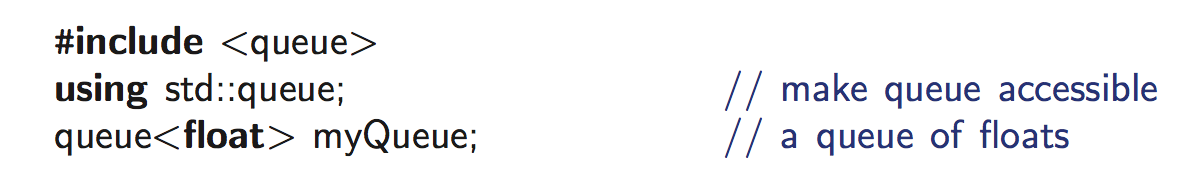 #include <queue>
using std::queue; // make queue accessible
queue<float> myQueue; // a queue of floats